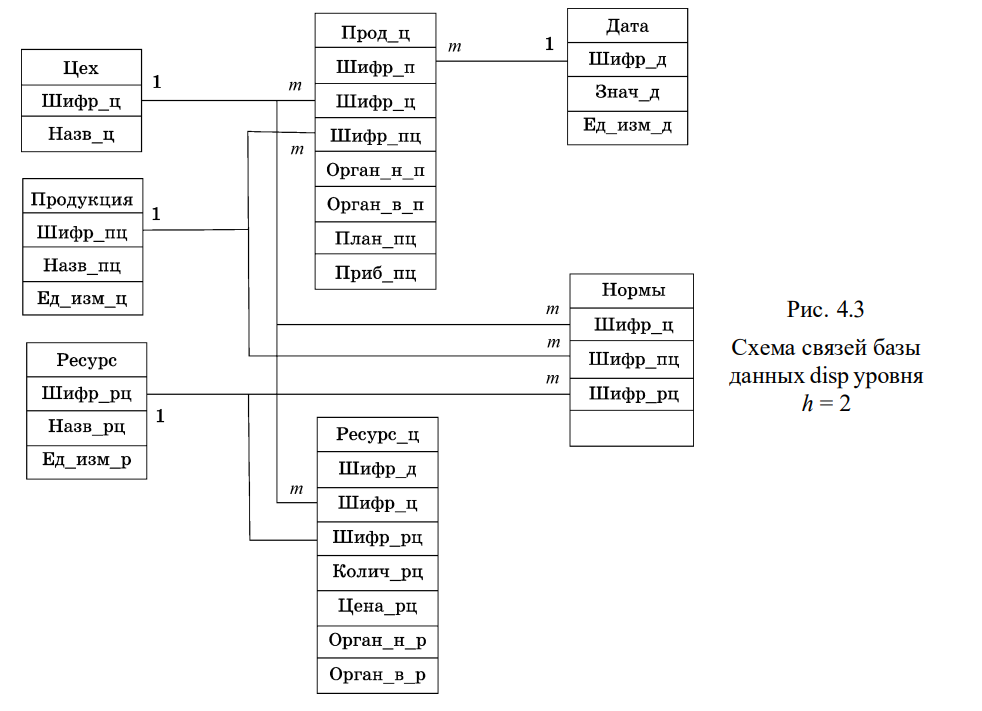 Цех
Шифр_ц
Назв_ц
1
Продукция
Шифр_пц
Назв_пц
Ед_изм_ц
1
Ресурс
Шифр_рц
Назв_рц
Ед_изм_р
1
Прод_ц
Шифр_п
Шифр_ц
Шифр_пц
Орган_н_п
Орган_в_п
План_пц
Приб_пц
m
m
m
1
Дата
Шифр_д
Знач_д
Ед_изм_д
Нормы
Шифр_ц
Шифр_пц
Шифр_рц
m
m
m
Ресурс_ц
Шифр_д
Шифр_ц
Шифр_рц
Колич_рц
Цена_рц
Орган_н_р
Орган_в_р
m
Рис. 4.3
Схема связей базы
данных disp уровня
h = 2